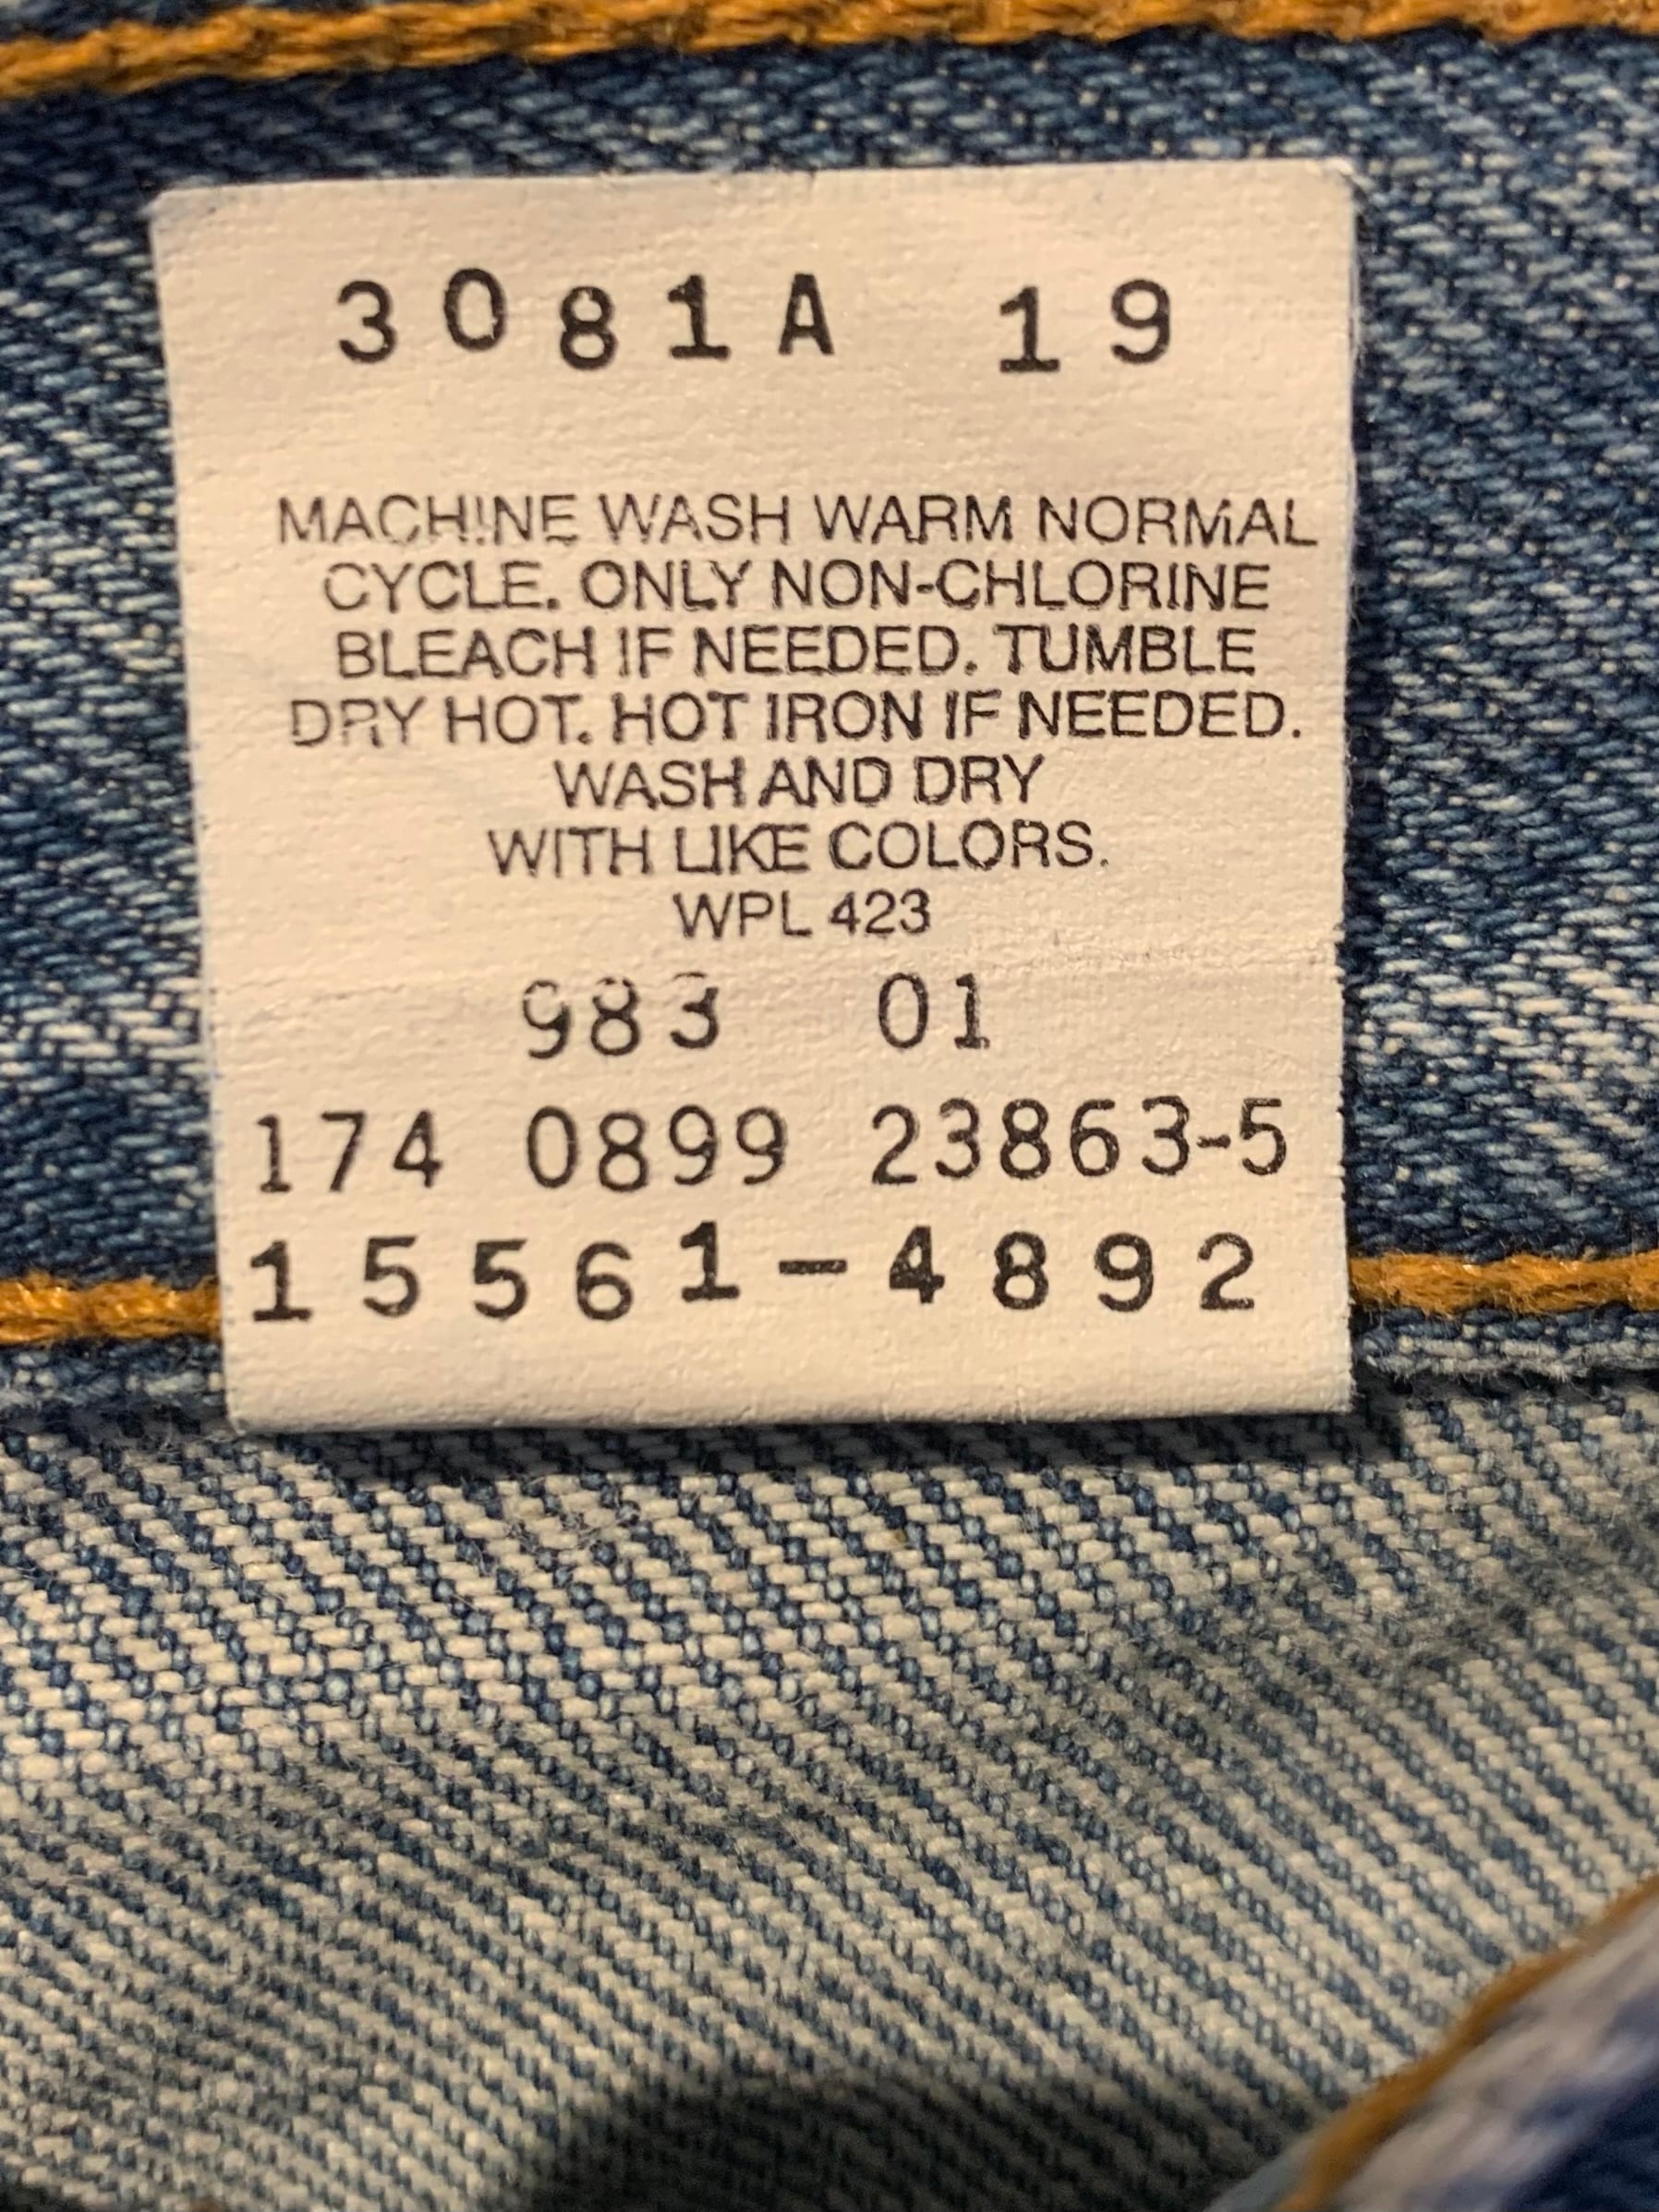 3081A 19
MACHINE WASH WARM NORMAL
CYCLE. ONLY NON-CHLORINE
BLEACH IF NEEDED. TUMBLE
DRY HOT. HOT IRON IF NEEDED.
WASH AND DRY
WITH LIKE COLORS.
WPL 423
983 01
174 0899 23863-5
15561-4892